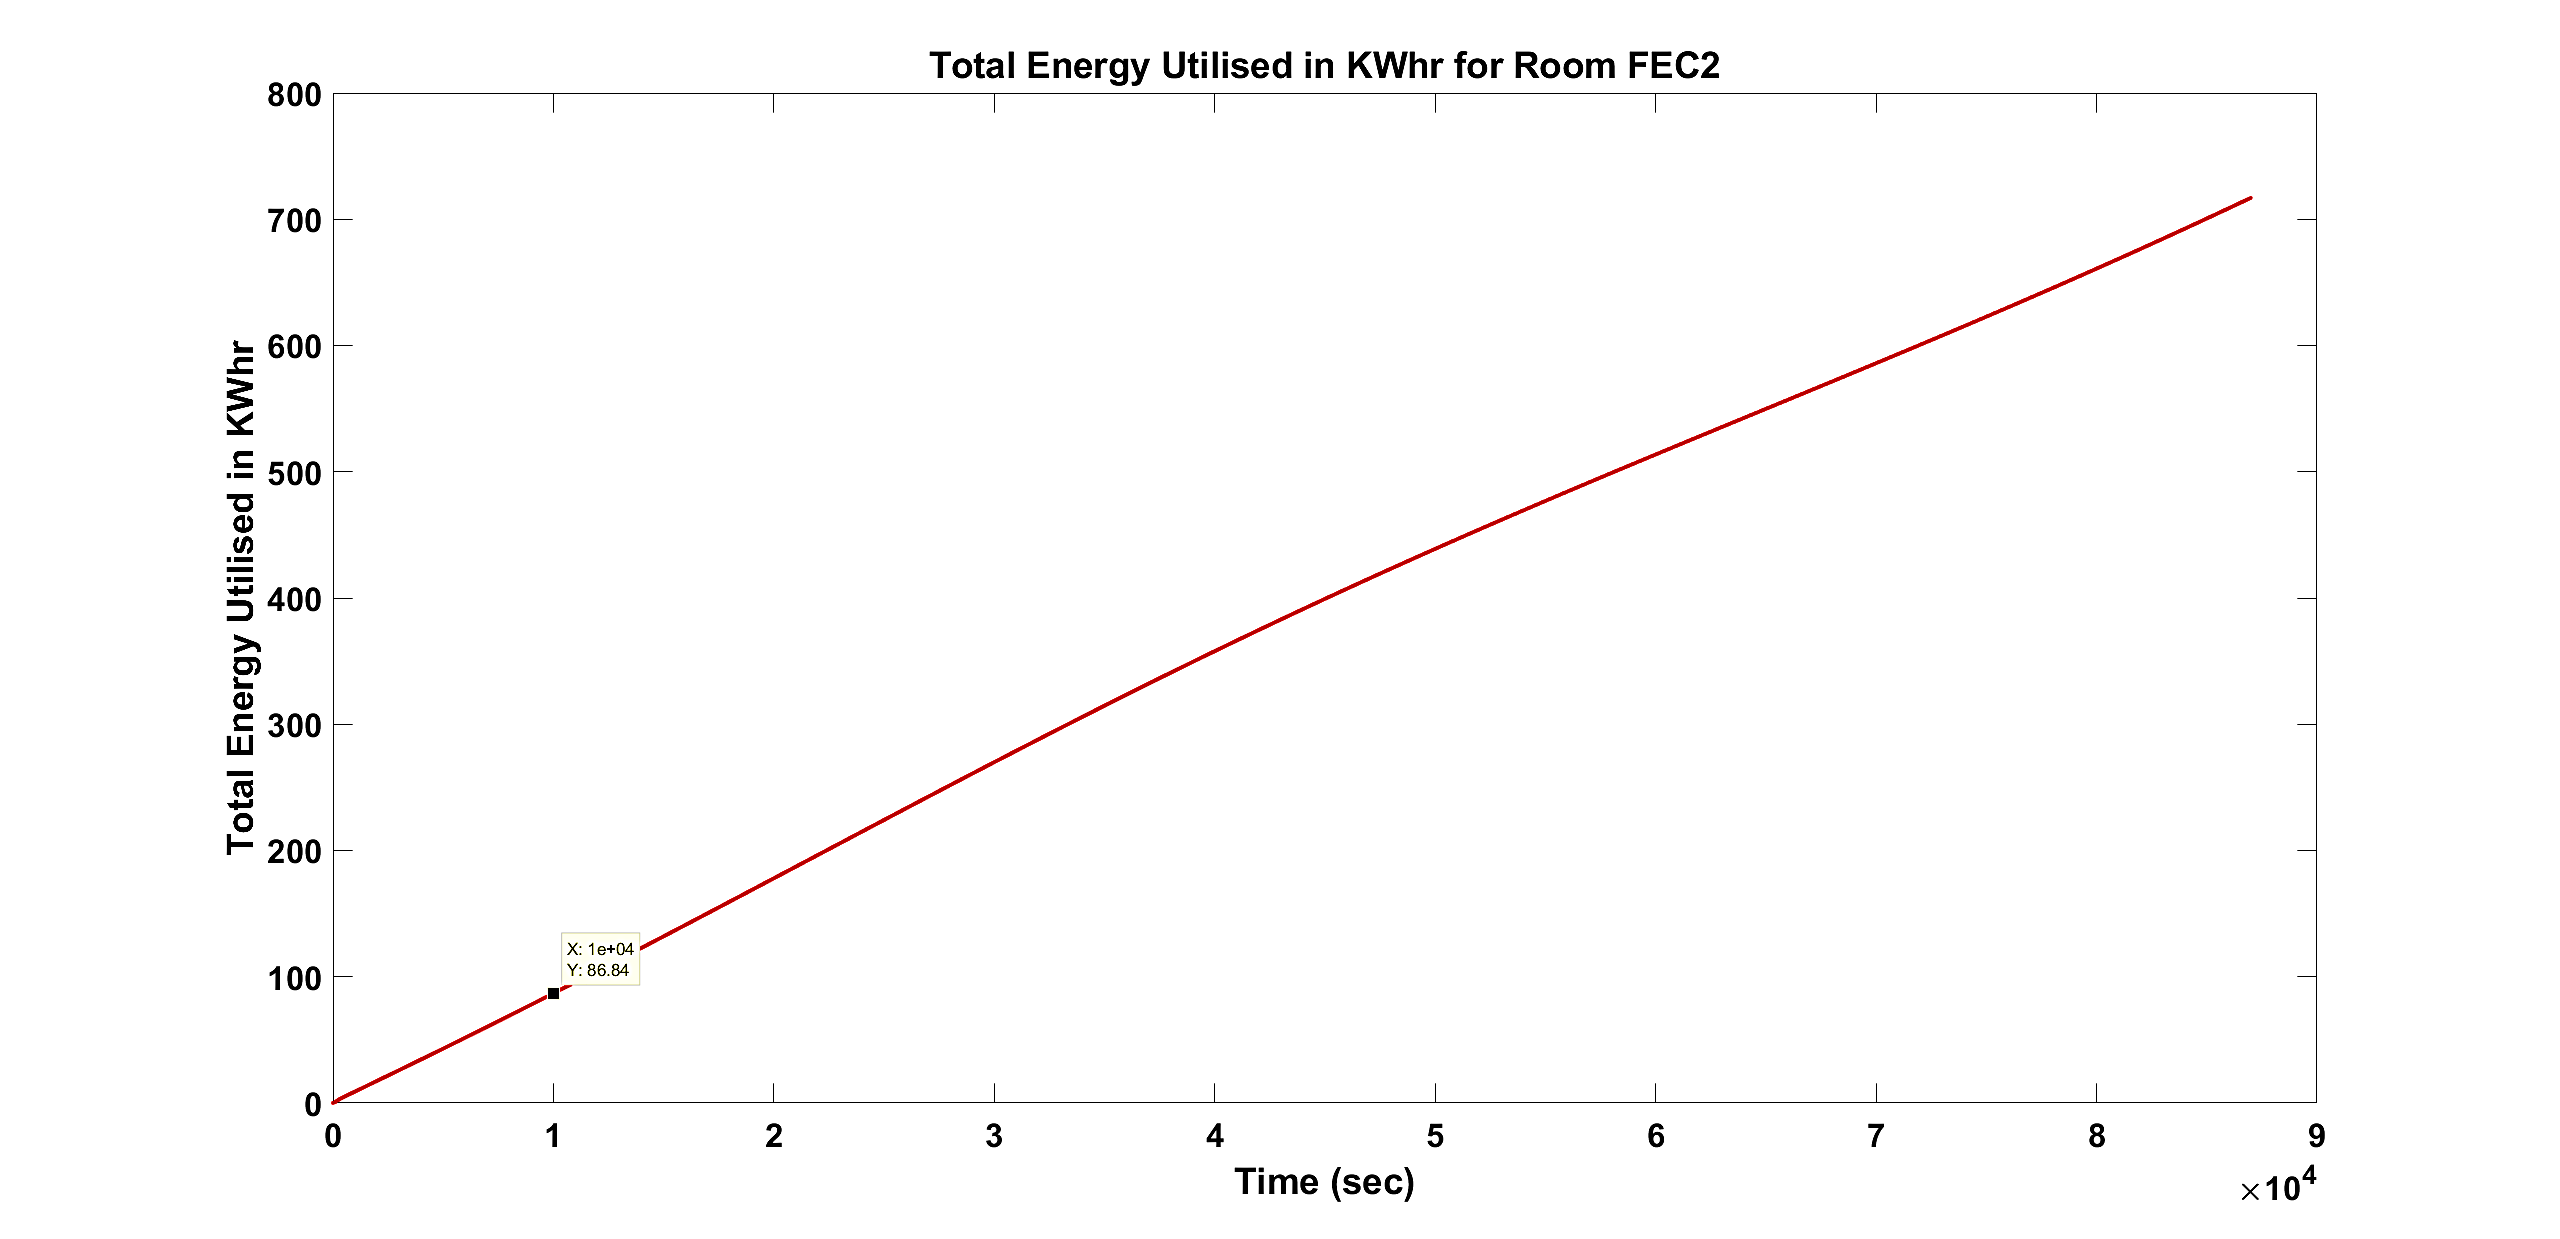 Total Energy Utilised in KWhr for Room FEC2
Total Energy Utilised in KWhr
800
700
600
500
400
300
200
100
0
X: 1e+04
Y: 86.84
0 1 2 3 4 5 6 7 8 9
Time (sec)
×10⁴